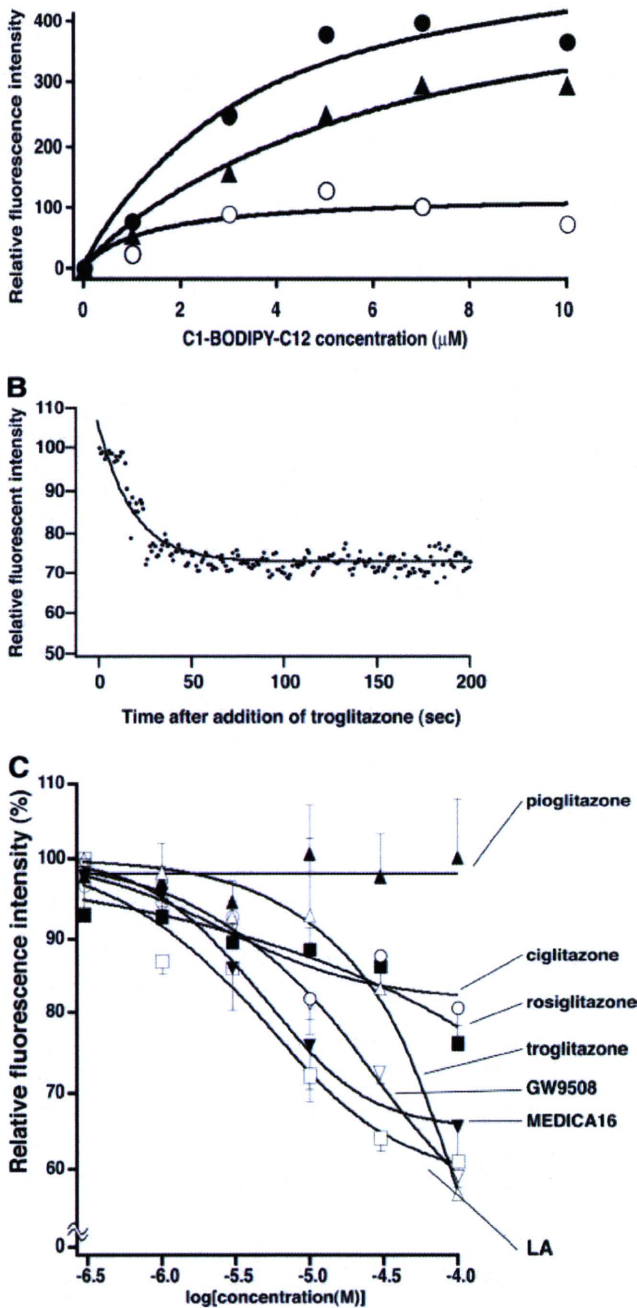 400
300
200
100
0
Relative fluorescence intensity
0 2 4 6 8 10
C1-BODIPY-C12 concentration (μM)
B
110
100
90
80
70
60
50
Relative fluorescent intensity
0 50 100 150 200
Time after addition of troglitazone (sec)
C
110
100
90
80
70
60
0
Relative fluorescence intensity (%)
pioglitazone
ciglitazone
rosiglitazone
troglitazone
GW9508
MEDICA16
LA
-6.5 -6.0 -5.5 -5.0 -4.5 -4.0
log[concentration(M)]